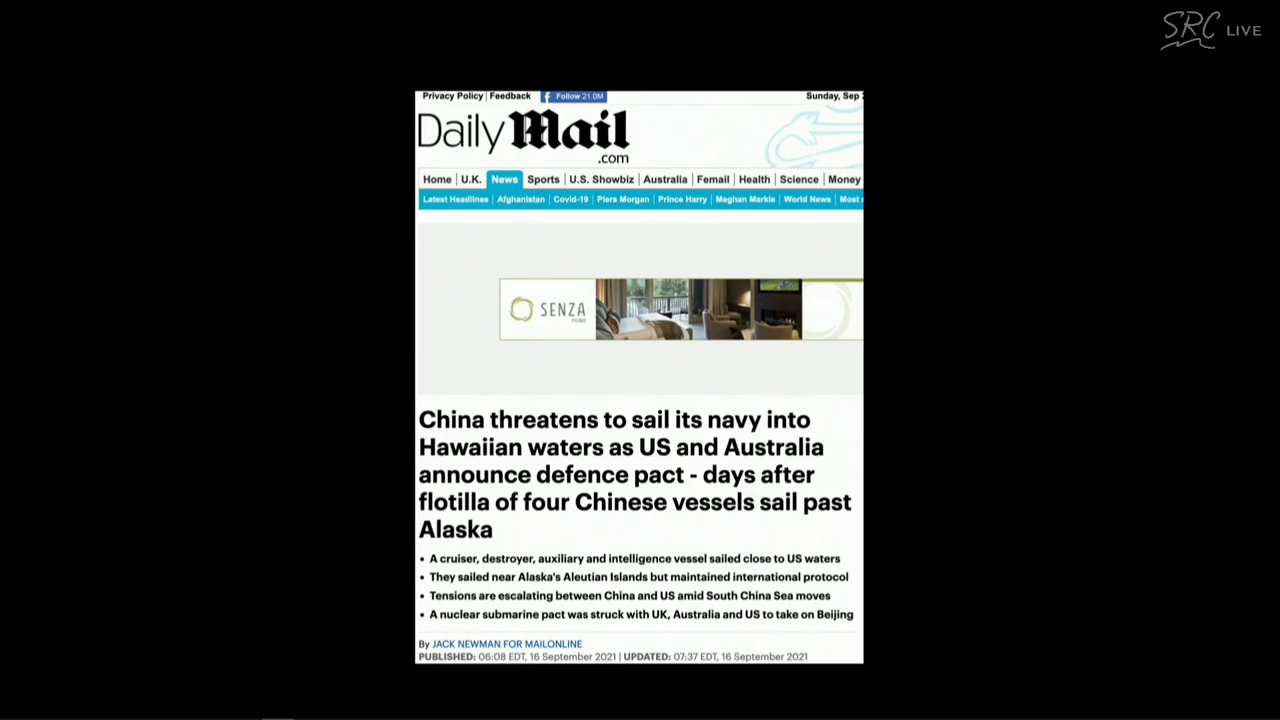 SRC LIVE
Privacy Policy | Feedback Follow 21.0M Sunday, Sep
Daily Mail
.com
Home U.K. News Sports U.S. Showbiz Australia Femail Health Science Money
Latest Headlines Afghanistan Covid-19 Piers Morgan Prince Harry Meghan Markle World News Most
SENZA
China threatens to sail its navy into
Hawaiian waters as US and Australia
announce defence pact - days after
flotilla of four Chinese vessels sail past
Alaska
• A cruiser, destroyer, auxiliary and intelligence vessel sailed close to US waters
• They sailed near Alaska's Aleutian Islands but maintained international protocol
• Tensions are escalating between China and US amid South China Sea moves
• A nuclear submarine pact was struck with UK, Australia and US to take on Beijing
By JACK NEWMAN FOR MAILONLINE
PUBLISHED: 06:08 EDT, 16 September 2021 | UPDATED: 07:37 EDT, 16 September 2021